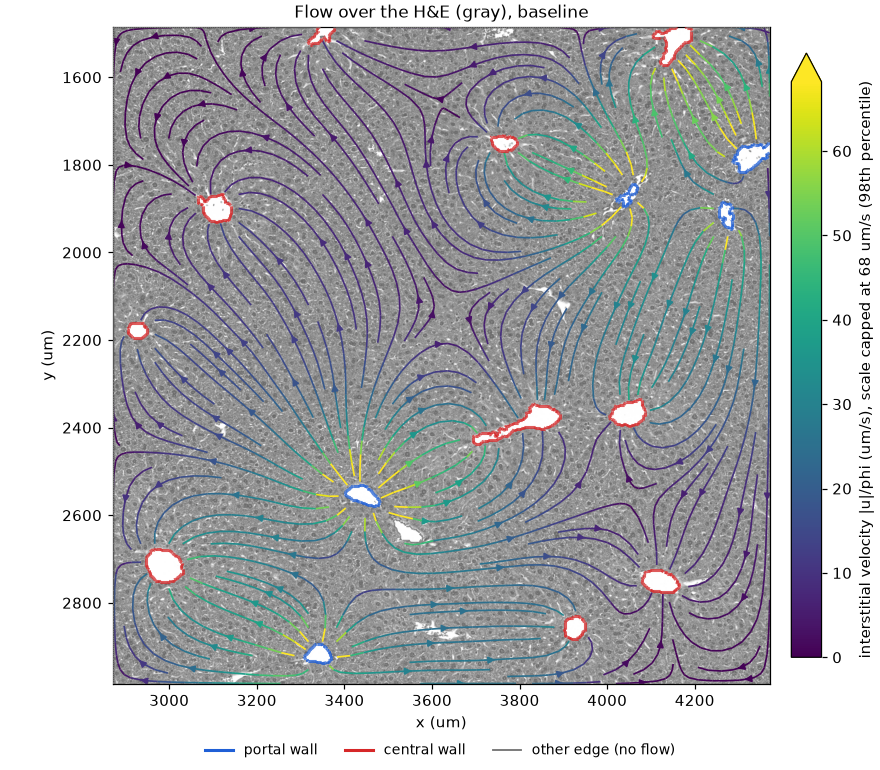 Flow over the H&E (gray), baseline
1600
1800
2000
2200
2400
2600
2800
y (um)
3000 3200 3400 3600 3800 4000 4200
x (um)
0
10
20
30
40
50
60
interstitial velocity |u|/phi (um/s), scale capped at 68 um/s (98th percentile)
portal wall central wall other edge (no flow)